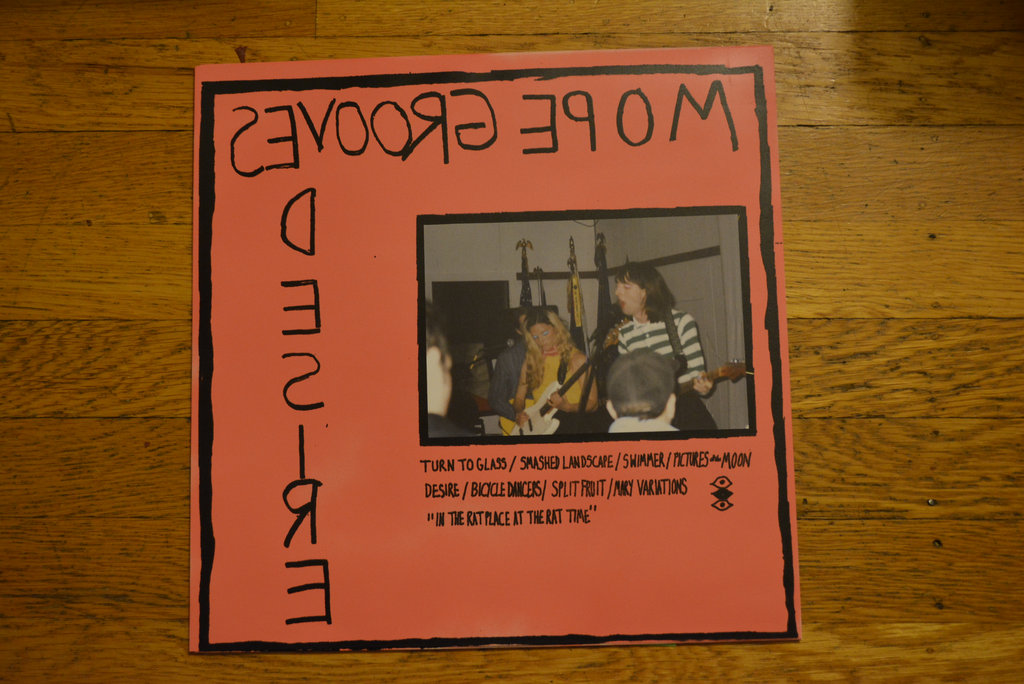 MOPE GROOVES
DESIRE
TURN TO GLASS / SMASHED LANDSCAPE / SWIMMER / PICTURES of the MOON
DESIRE / BICYCLE DANCERS / SPLIT FRUIT / MARY VARIATIONS
"IN THE RAT PLACE AT THE RAT TIME"